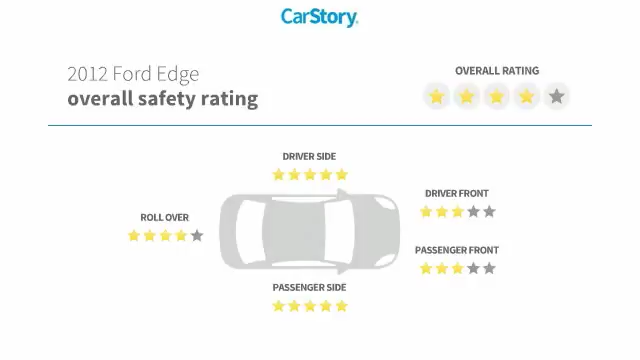 CarStory.
2012 Ford Edge
overall safety rating
OVERALL RATING
DRIVER SIDE
DRIVER FRONT
ROLL OVER
PASSENGER FRONT
PASSENGER SIDE